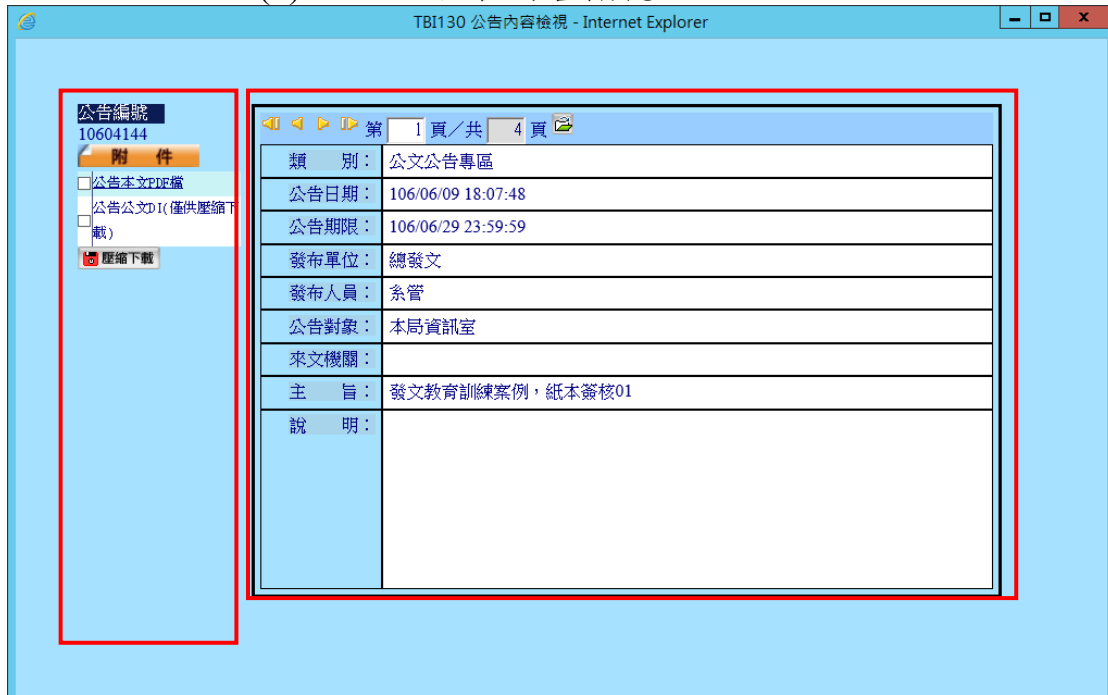 TBI130 公告內容檢視 - Internet Explorer
公告編號
10604144
附 件
公告本文PDF檔
公告公文DI(僅供壓縮下
載)
壓縮下載
第 1 頁／共 4 頁
類 別： 公文公告專區
公告日期： 106/06/09 18:07:48
公告期限： 106/06/29 23:59:59
發布單位： 總發文
發布人員： 系管
公告對象： 本局資訊室
來文機關：
主 旨： 發文教育訓練案例，紙本簽核01
說 明：